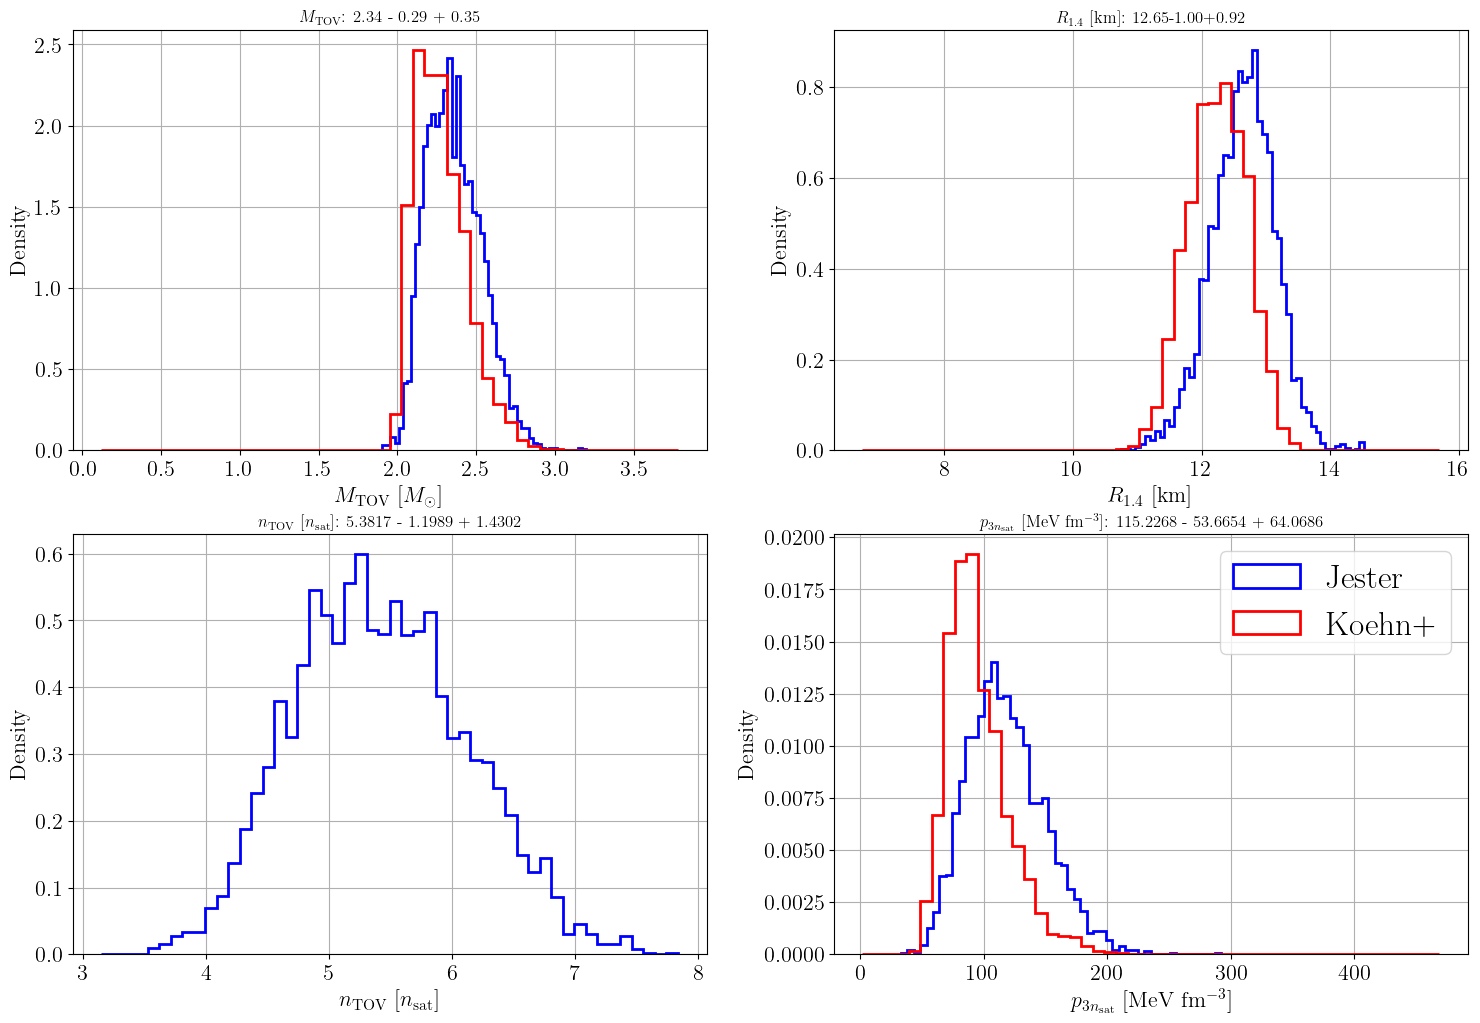 M_TOV: 2.34 - 0.29 + 0.35
Density
2.5
2.0
1.5
1.0
0.5
0.0
0.0 0.5 1.0 1.5 2.0 2.5 3.0 3.5
M_TOV [M_⊙]
R_1.4 [km]: 12.65-1.00+0.92
Density
0.8
0.6
0.4
0.2
0.0
8 10 12 14 16
R_1.4 [km]
n_TOV [n_sat]: 5.3817 - 1.1989 + 1.4302
Density
0.6
0.5
0.4
0.3
0.2
0.1
0.0
3 4 5 6 7 8
n_TOV [n_sat]
p_3n_sat [MeV fm⁻³]: 115.2268 - 53.6654 + 64.0686
Density
0.0200
0.0175
0.0150
0.0125
0.0100
0.0075
0.0050
0.0025
0.0000
0 100 200 300 400
p_3n_sat [MeV fm⁻³]
Jester
Koehn+